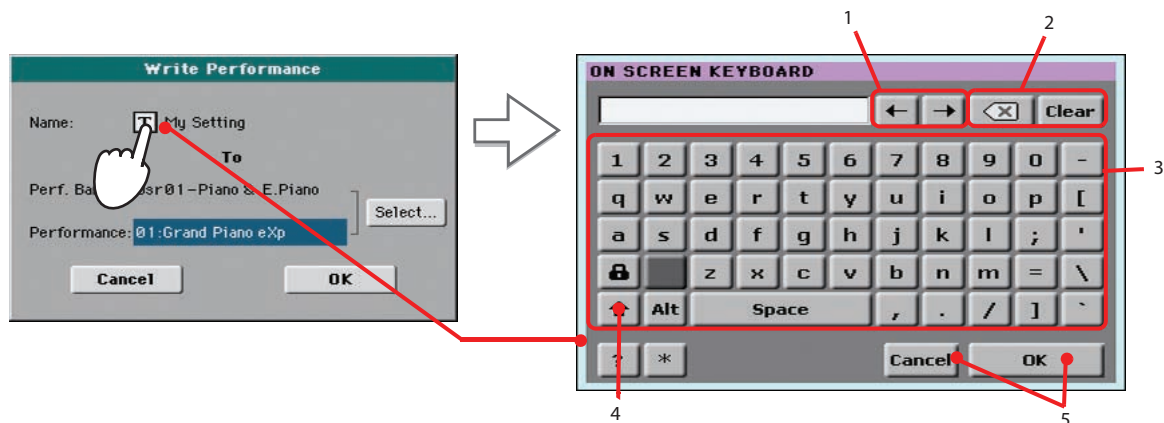 1
2
Write Performance
Name: T My Setting
To
Perf. Ba sr01-Piano & E.Piano
Select...
Performance: 01:Grand Piano eXp
Cancel OK
ON SCREEN KEYBOARD
← → Clear
1 2 3 4 5 6 7 8 9 0 -
3
q w e r t y u i o p [
a s d f g h j k l ; '
z x c v b n m = \
Alt Space , . / ] `
? * Cancel OK
4
5